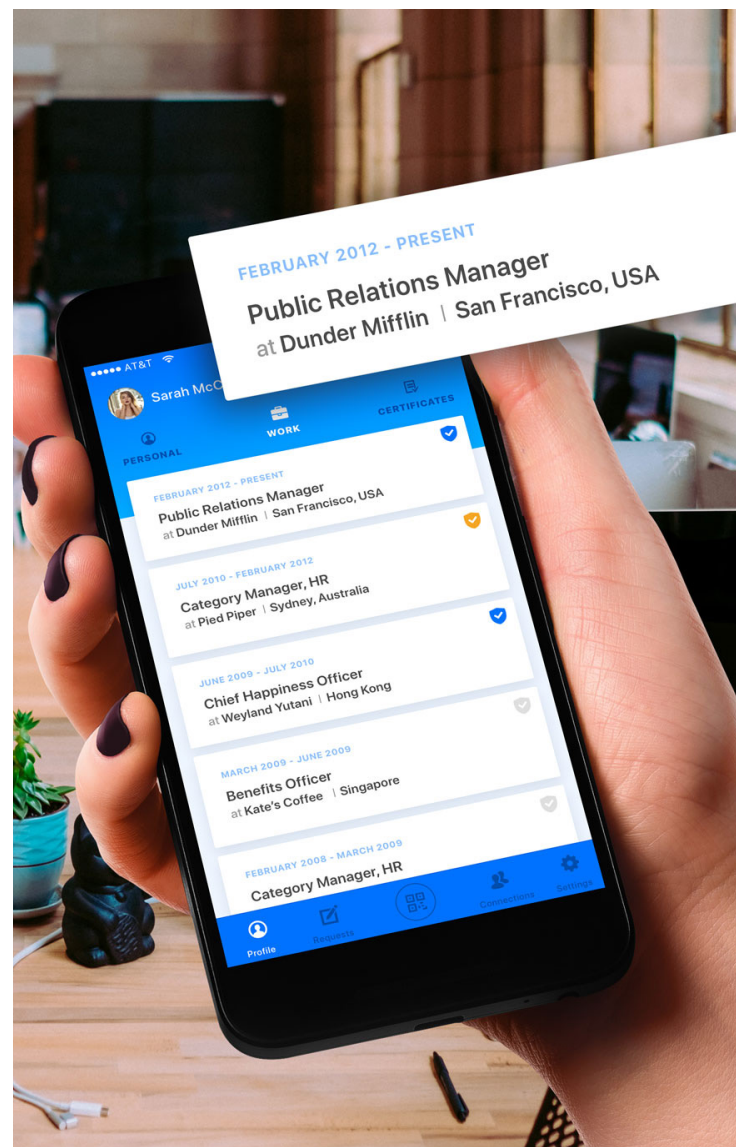 FEBRUARY 2012 - PRESENT
Public Relations Manager
at Dunder Mifflin | San Francisco, USA
AT&T
Sarah McC
PERSONAL
WORK
CERTIFICATES
FEBRUARY 2012 - PRESENT
Public Relations Manager
at Dunder Mifflin | San Francisco, USA
JULY 2010 - FEBRUARY 2012
Category Manager, HR
at Pied Piper | Sydney, Australia
JUNE 2009 - JULY 2010
Chief Happiness Officer
at Weyland Yutani | Hong Kong
MARCH 2009 - JUNE 2009
Benefits Officer
at Kate's Coffee | Singapore
FEBRUARY 2008 - MARCH 2009
Category Manager, HR
Profile
Requests
Connections
Settings